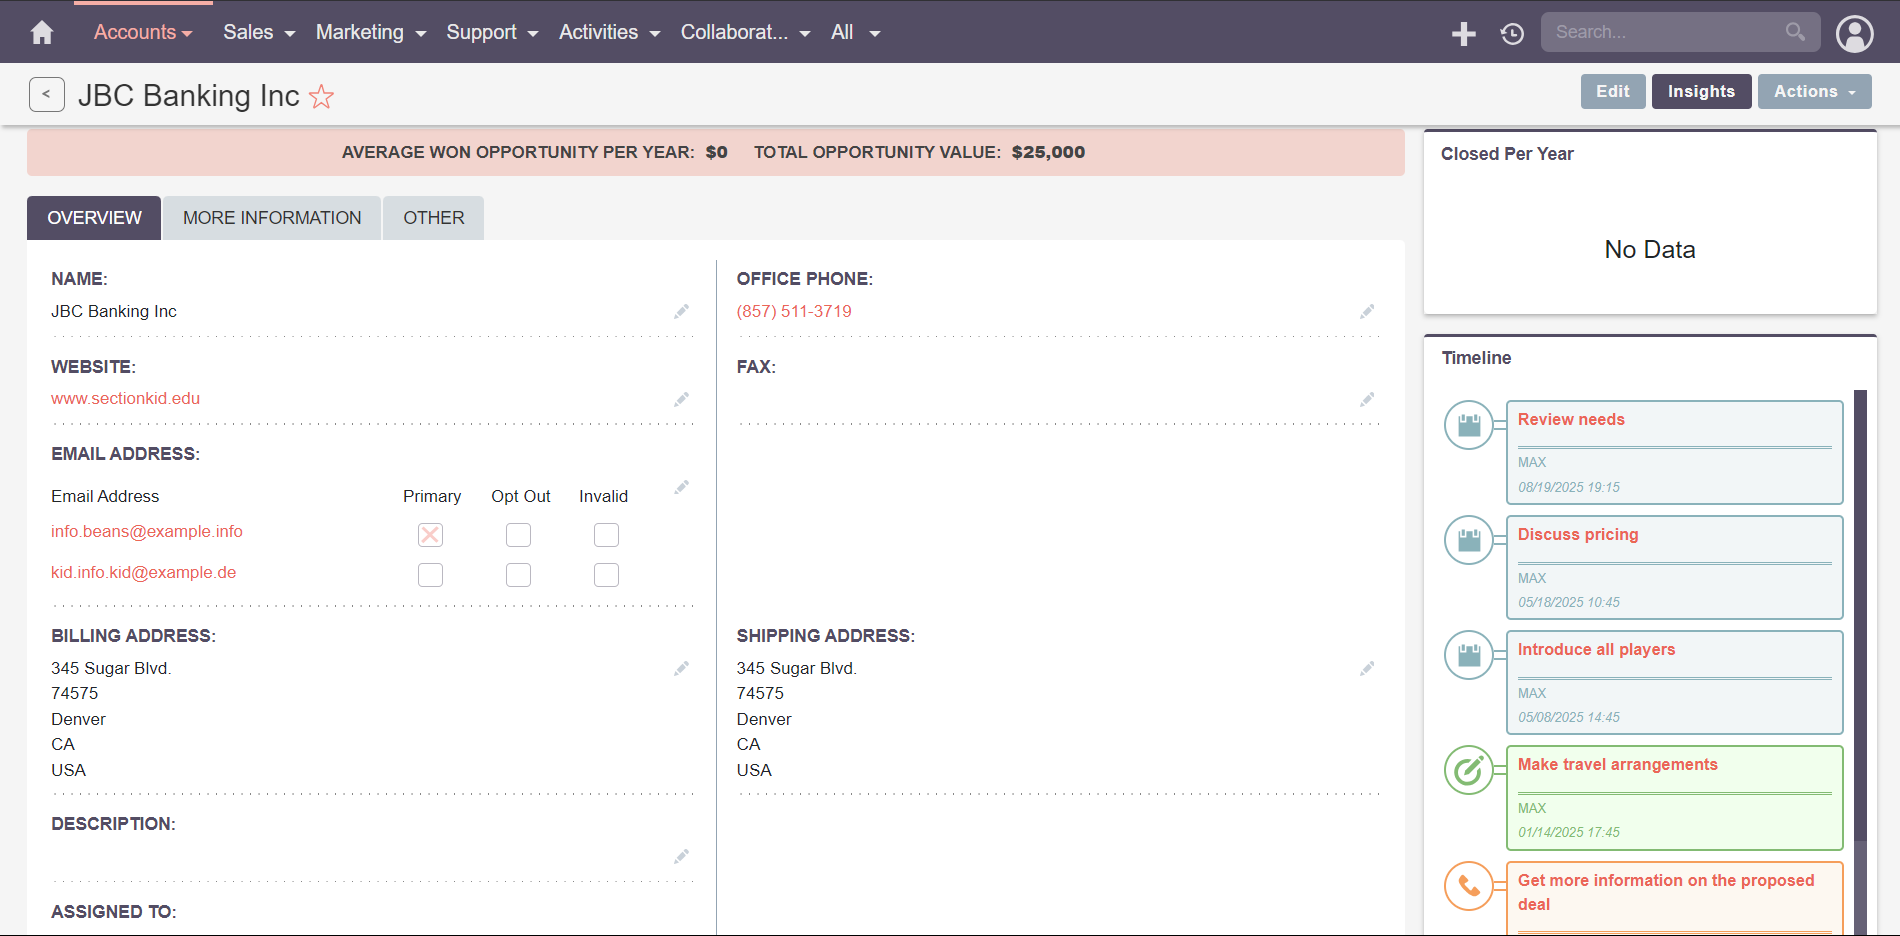 Accounts Sales Marketing Support Activities Collaborat... All Search...
< JBC Banking Inc Edit Insights Actions
AVERAGE WON OPPORTUNITY PER YEAR: $0 TOTAL OPPORTUNITY VALUE: $25,000
OVERVIEW MORE INFORMATION OTHER
NAME:
JBC Banking Inc
OFFICE PHONE:
(857) 511-3719
WEBSITE:
www.sectionkid.edu
FAX:
EMAIL ADDRESS:
Email Address Primary Opt Out Invalid
info.beans@example.info
kid.info.kid@example.de
BILLING ADDRESS:
345 Sugar Blvd.
74575
Denver
CA
USA
SHIPPING ADDRESS:
345 Sugar Blvd.
74575
Denver
CA
USA
DESCRIPTION:
ASSIGNED TO:
Closed Per Year
No Data
Timeline
Review needs
MAX
08/19/2025 19:15
Discuss pricing
MAX
05/18/2025 10:45
Introduce all players
MAX
05/08/2025 14:45
Make travel arrangements
MAX
01/14/2025 17:45
Get more information on the proposed
deal